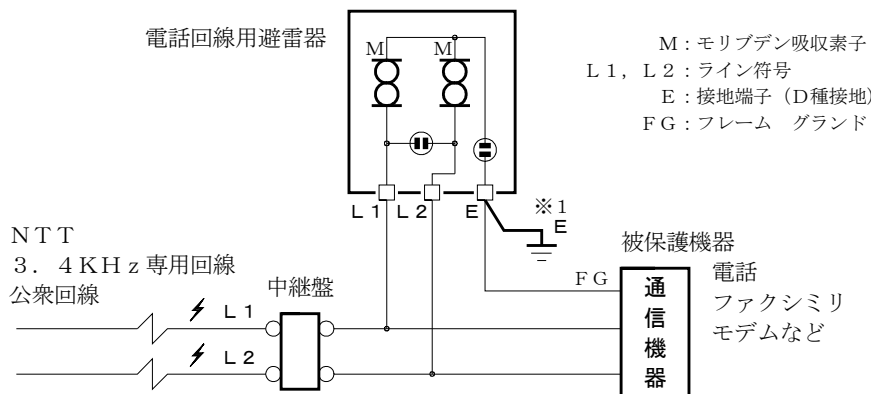 電話回線用避雷器
M
M
M：モリブデン吸収素子
L1，L2：ライン符号
E：接地端子（D種接地）
FG：フレーム　グランド
L1
L2
E
※1
E
NTT
3．4KHz専用回線
公衆回線
中継盤
L1
L2
FG
被保護機器
通信機器
電話
ファクシミリ
モデムなど